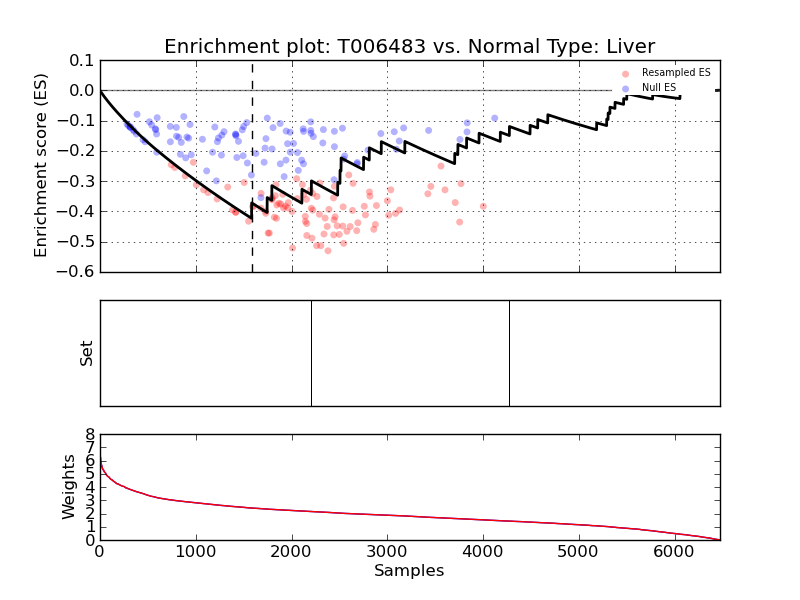 Enrichment plot: T006483 vs. Normal Type: Liver
Enrichment score (ES)
0.1
0.0
−0.1
−0.2
−0.3
−0.4
−0.5
−0.6
Resampled ES
Null ES
Set
Weights
8
7
6
5
4
3
2
1
0
0 1000 2000 3000 4000 5000 6000
Samples